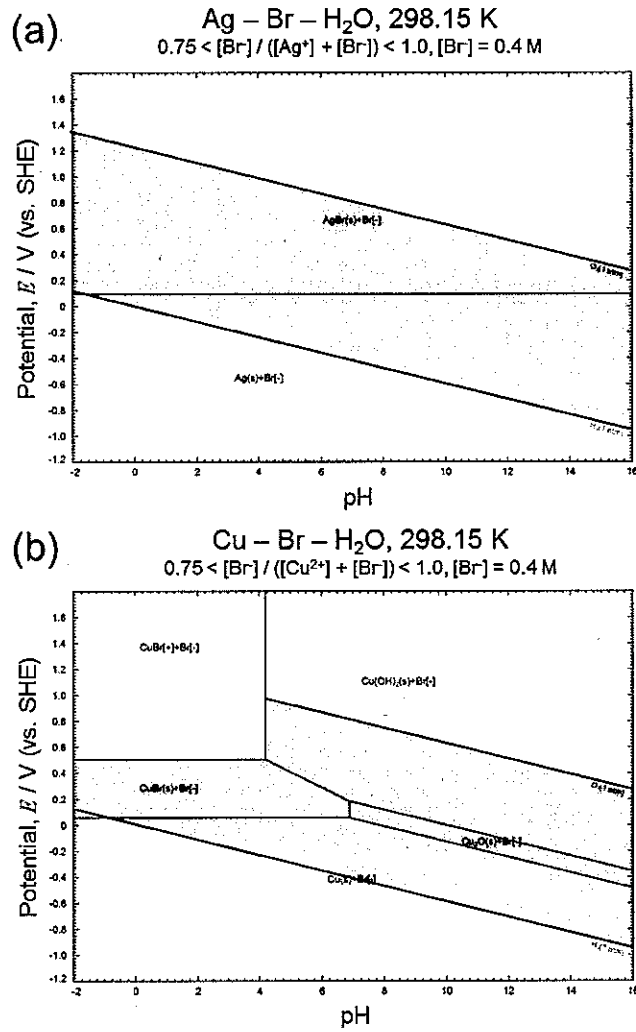 (a)
Ag – Br – H₂O, 298.15 K
0.75 < [Br-] / ([Ag⁺] + [Br-]) < 1.0, [Br-] = 0.4 M
Potential, E / V (vs. SHE)
1.6
1.4
1.2
1.0
0.8
0.6
0.4
0.2
0
-0.2
-0.4
-0.6
-0.8
-1.0
-1.2
AgBr(s)+Br[-]
Ag(s)+Br[-]
-2 0 2 4 6 8 10 12 14 16
pH
(b)
Cu – Br – H₂O, 298.15 K
0.75 < [Br-] / ([Cu²⁺] + [Br-]) < 1.0, [Br-] = 0.4 M
Potential, E / V (vs. SHE)
1.6
1.4
1.2
1.0
0.8
0.6
0.4
0.2
0
-0.2
-0.4
-0.6
-0.8
-1.0
-1.2
CuBr[+]+Br[-]
Cu(OH)₂(s)+Br[-]
CuBr(s)+Br[-]
Cu₂O(s)+Br[-]
Cu(s)+Br[-]
-2 0 2 4 6 8 10 12 14 16
pH